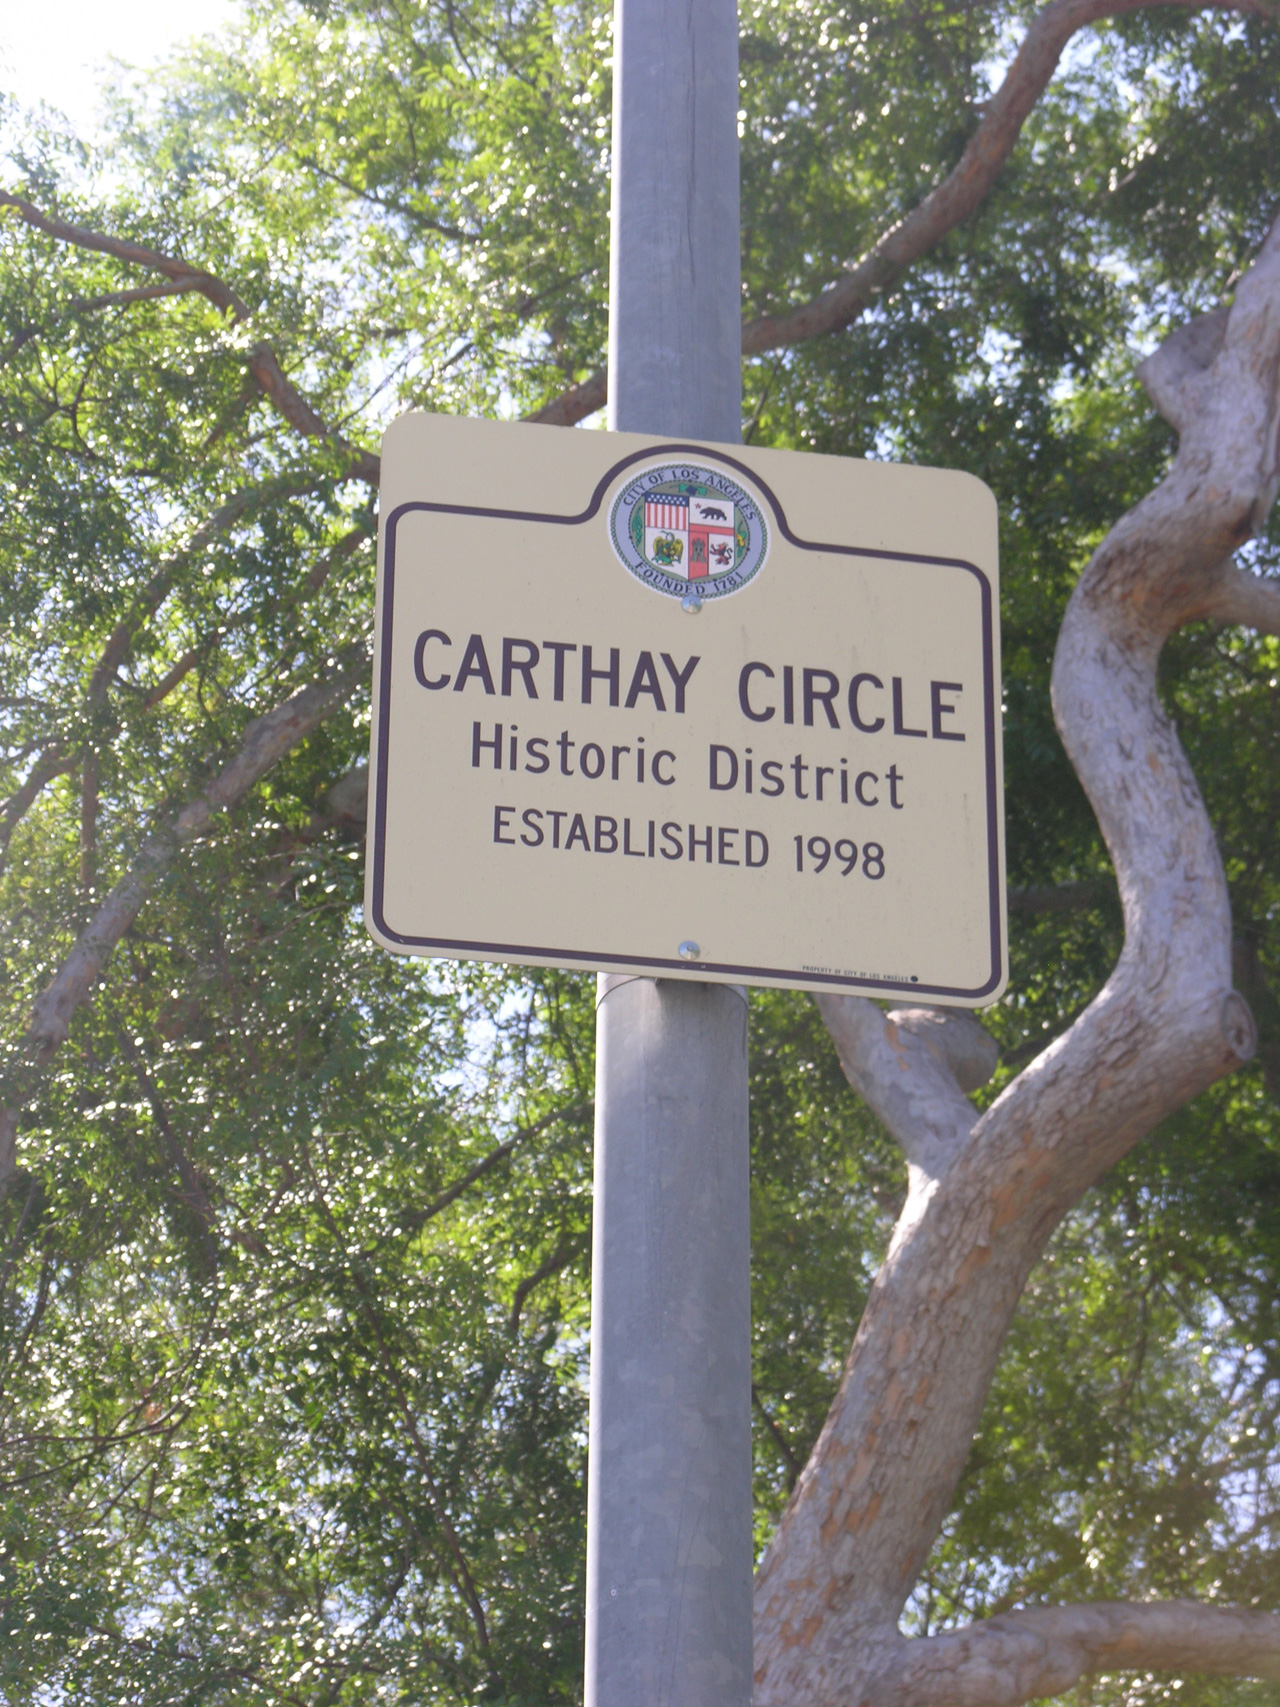 CITY OF LOS ANGELES
FOUNDED 1781
CARTHAY CIRCLE
Historic District
ESTABLISHED 1998
PROPERTY OF CITY OF LOS ANGELES